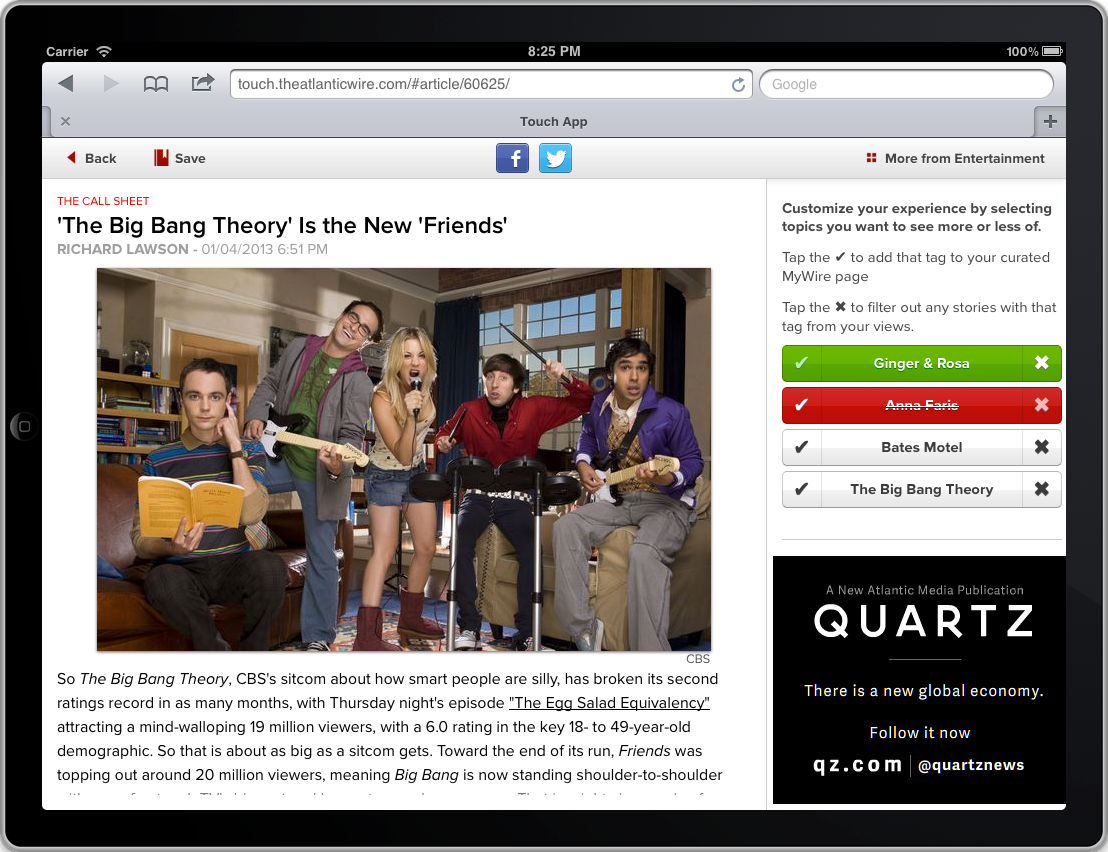 Carrier
8:25 PM
100%
touch.theatlanticwire.com/#article/60625/
Google
Touch App
Back
Save
More from Entertainment
THE CALL SHEET
'The Big Bang Theory' Is the New 'Friends'
RICHARD LAWSON - 01/04/2013 6:51 PM
CBS
So The Big Bang Theory, CBS's sitcom about how smart people are silly, has broken its second
ratings record in as many months, with Thursday night's episode "The Egg Salad Equivalency"
attracting a mind-walloping 19 million viewers, with a 6.0 rating in the key 18- to 49-year-old
demographic. So that is about as big as a sitcom gets. Toward the end of its run, Friends was
topping out around 20 million viewers, meaning Big Bang is now standing shoulder-to-shoulder
Customize your experience by selecting
topics you want to see more or less of.
Tap the ✔ to add that tag to your curated
MyWire page
Tap the ✖ to filter out any stories with that
tag from your views.
✔ Ginger & Rosa ✖
✔ Anna Faris ✖
✔ Bates Motel ✖
✔ The Big Bang Theory ✖
A New Atlantic Media Publication
QUARTZ
There is a new global economy.
Follow it now
qz.com | @quartznews